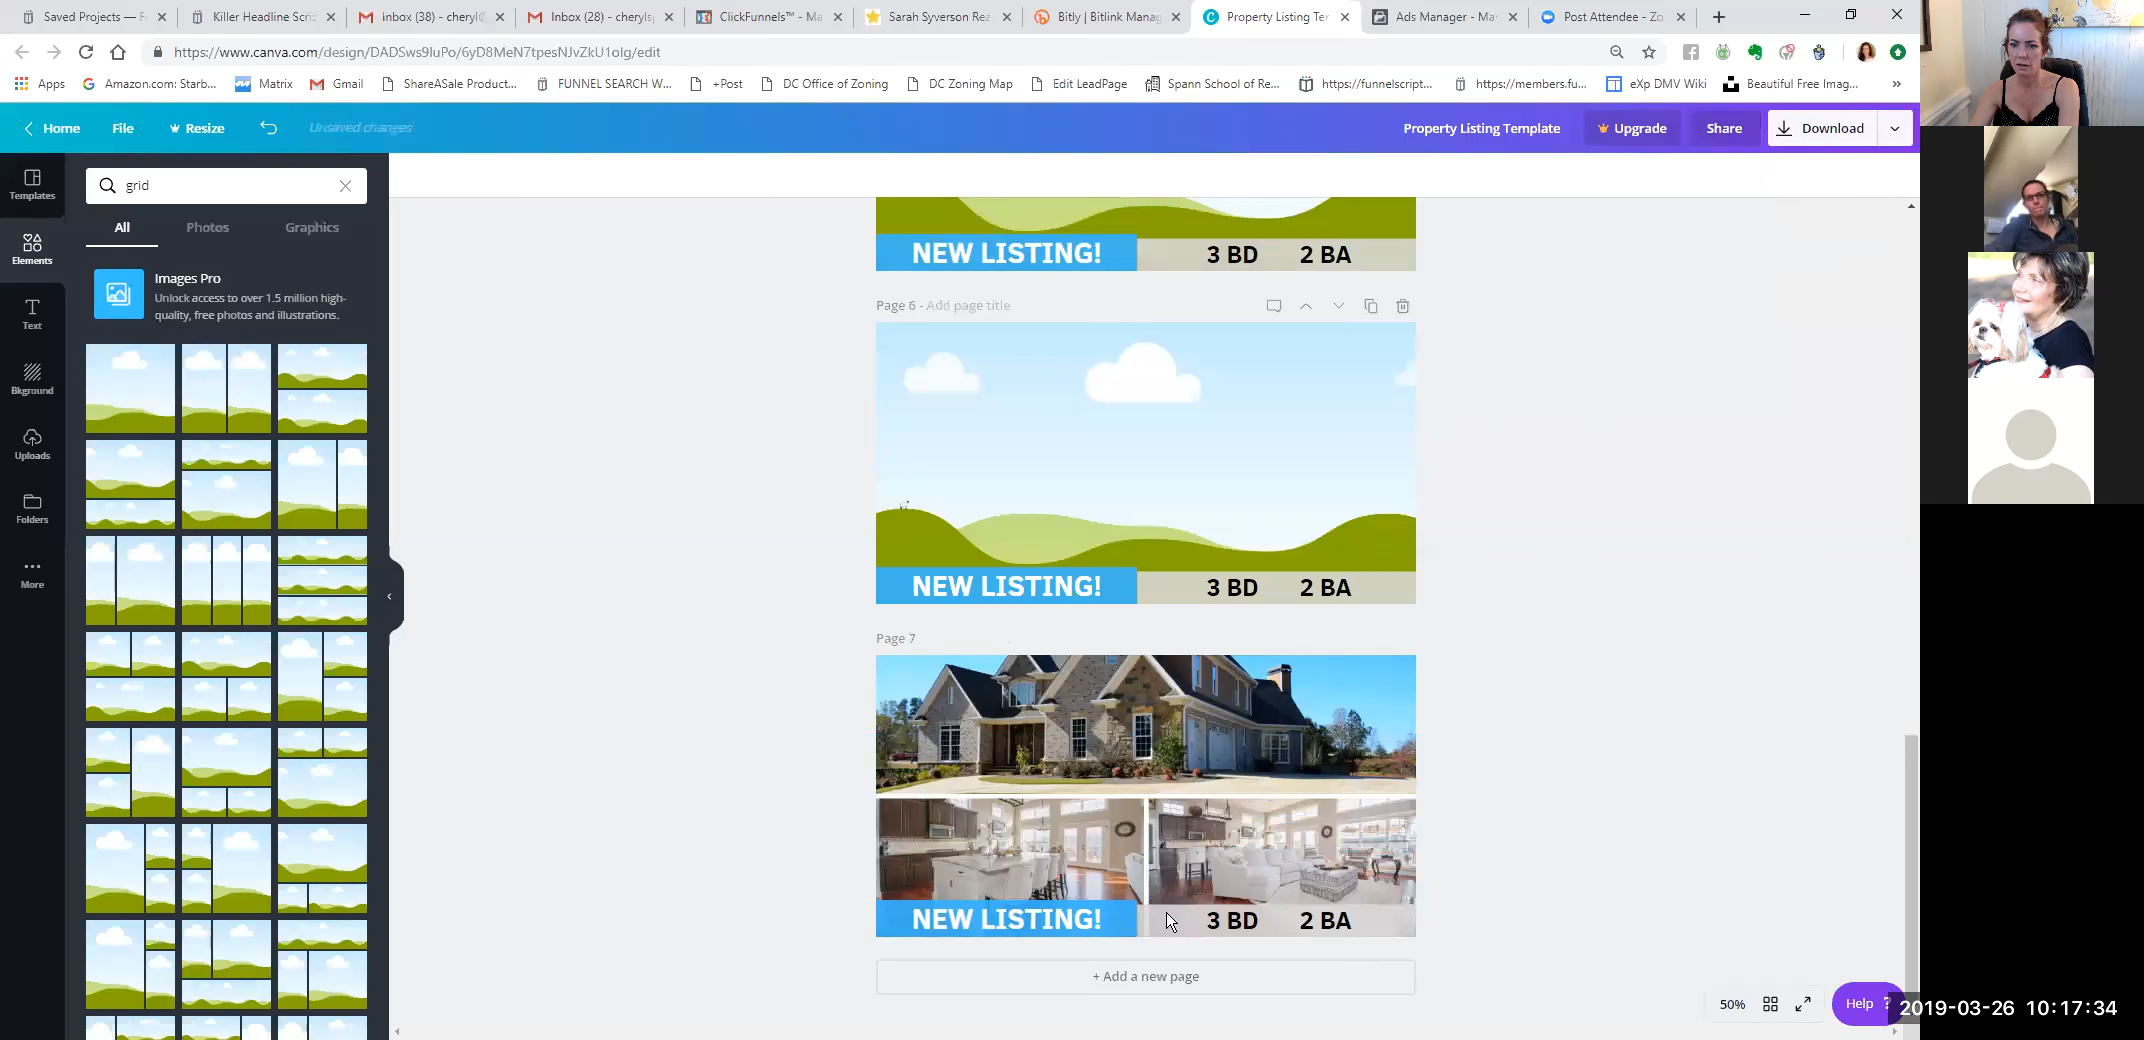 Saved Projects — F
Killer Headline Scri
Inbox (38) - cheryl@
Inbox (28) - cheryls
ClickFunnels™ - Ma
Sarah Syverson Rea
Bitly | Bitlink Manag
Property Listing Ter
Ads Manager - Ma
Post Attendee - Zo
https://www.canva.com/design/DADSws9IuPo/6yD8MeN7tpesNJvZkU1oIg/edit
Apps
Amazon.com: Starb...
Matrix
Gmail
ShareASale Product...
FUNNEL SEARCH W...
+Post
DC Office of Zoning
DC Zoning Map
Edit LeadPage
Spann School of Re...
https://funnelscript...
https://members.fu...
eXp DMV Wiki
Beautiful Free Imag...
»
Home
File
Resize
Unsaved changes
Property Listing Template
Upgrade
Share
Download
Templates
Elements
Text
Bkground
Uploads
Folders
More
grid
All
Photos
Graphics
Images Pro
Unlock access to over 1.5 million high-
quality, free photos and illustrations.
NEW LISTING! 3 BD 2 BA
Page 6 - Add page title
NEW LISTING! 3 BD 2 BA
Page 7
NEW LISTING! 3 BD 2 BA
+ Add a new page
50%
Help ?
2019-03-26 10:17:34